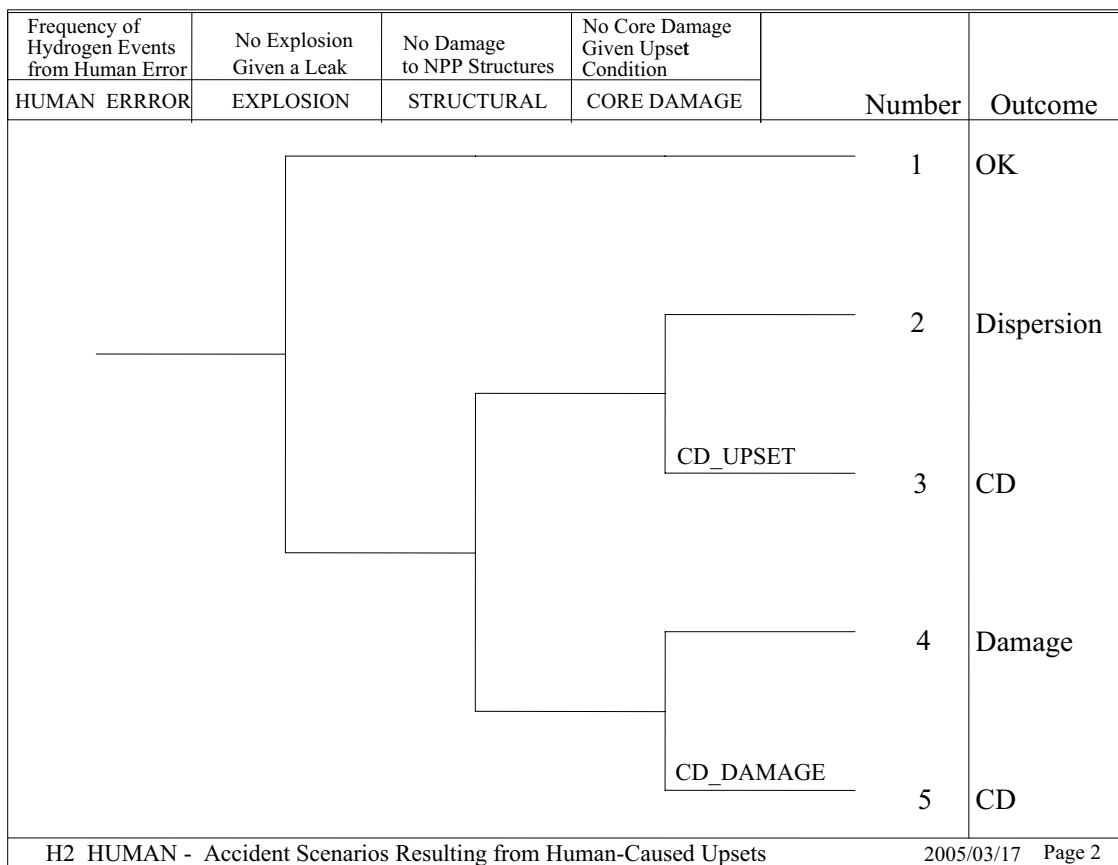 Frequency of
Hydrogen Events
from Human Error
No Explosion
Given a Leak
No Damage
to NPP Structures
No Core Damage
Given Upset
Condition
HUMAN ERRROR
EXPLOSION
STRUCTURAL
CORE DAMAGE
Number
Outcome
1 OK
2 Dispersion
CD_UPSET
3 CD
4 Damage
CD_DAMAGE
5 CD
H2 HUMAN - Accident Scenarios Resulting from Human-Caused Upsets 2005/03/17 Page 2